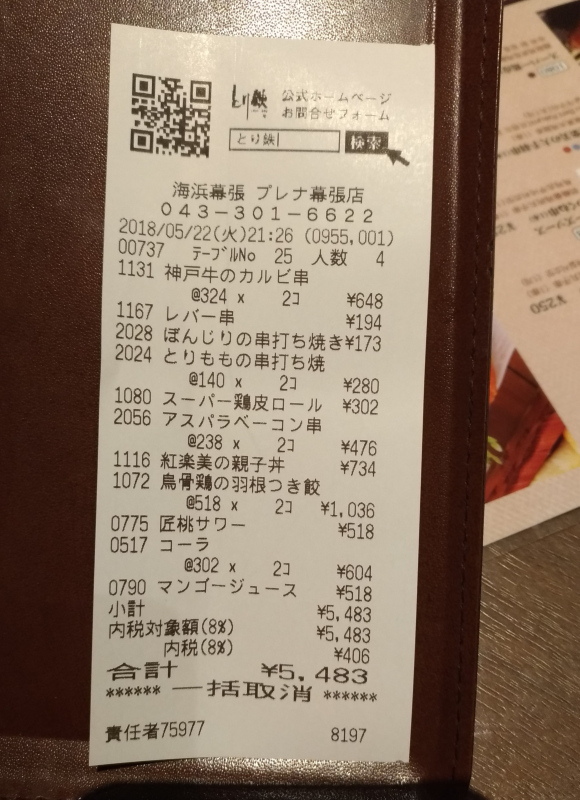 とり鉄
公式ホームページ
お問合せフォーム
とり鉄 検索
海浜幕張 プレナ幕張店
043-301-6622
2018/05/22(火)21:26 (0955,001)
00737 テーブルNo 25 人数 4
1131 神戸牛のカルビ串
@324 x 2コ ¥648
1167 レバー串 ¥194
2028 ぼんじりの串打ち焼き¥173
2024 とりももの串打ち焼
@140 x 2コ ¥280
1080 スーパー鶏皮ロール ¥302
2056 アスパラベーコン串
@238 x 2コ ¥476
1116 紅楽美の親子丼 ¥734
1072 烏骨鶏の羽根つき餃
@518 x 2コ ¥1,036
0775 匠桃サワー ¥518
0517 コーラ
@302 x 2コ ¥604
0790 マンゴージュース ¥518
小計 ¥5,483
内税対象額(8%) ¥5,483
内税(8%) ¥406
合計 ¥5,483
****** 一括取消 ******
責任者75977 8197
¥250